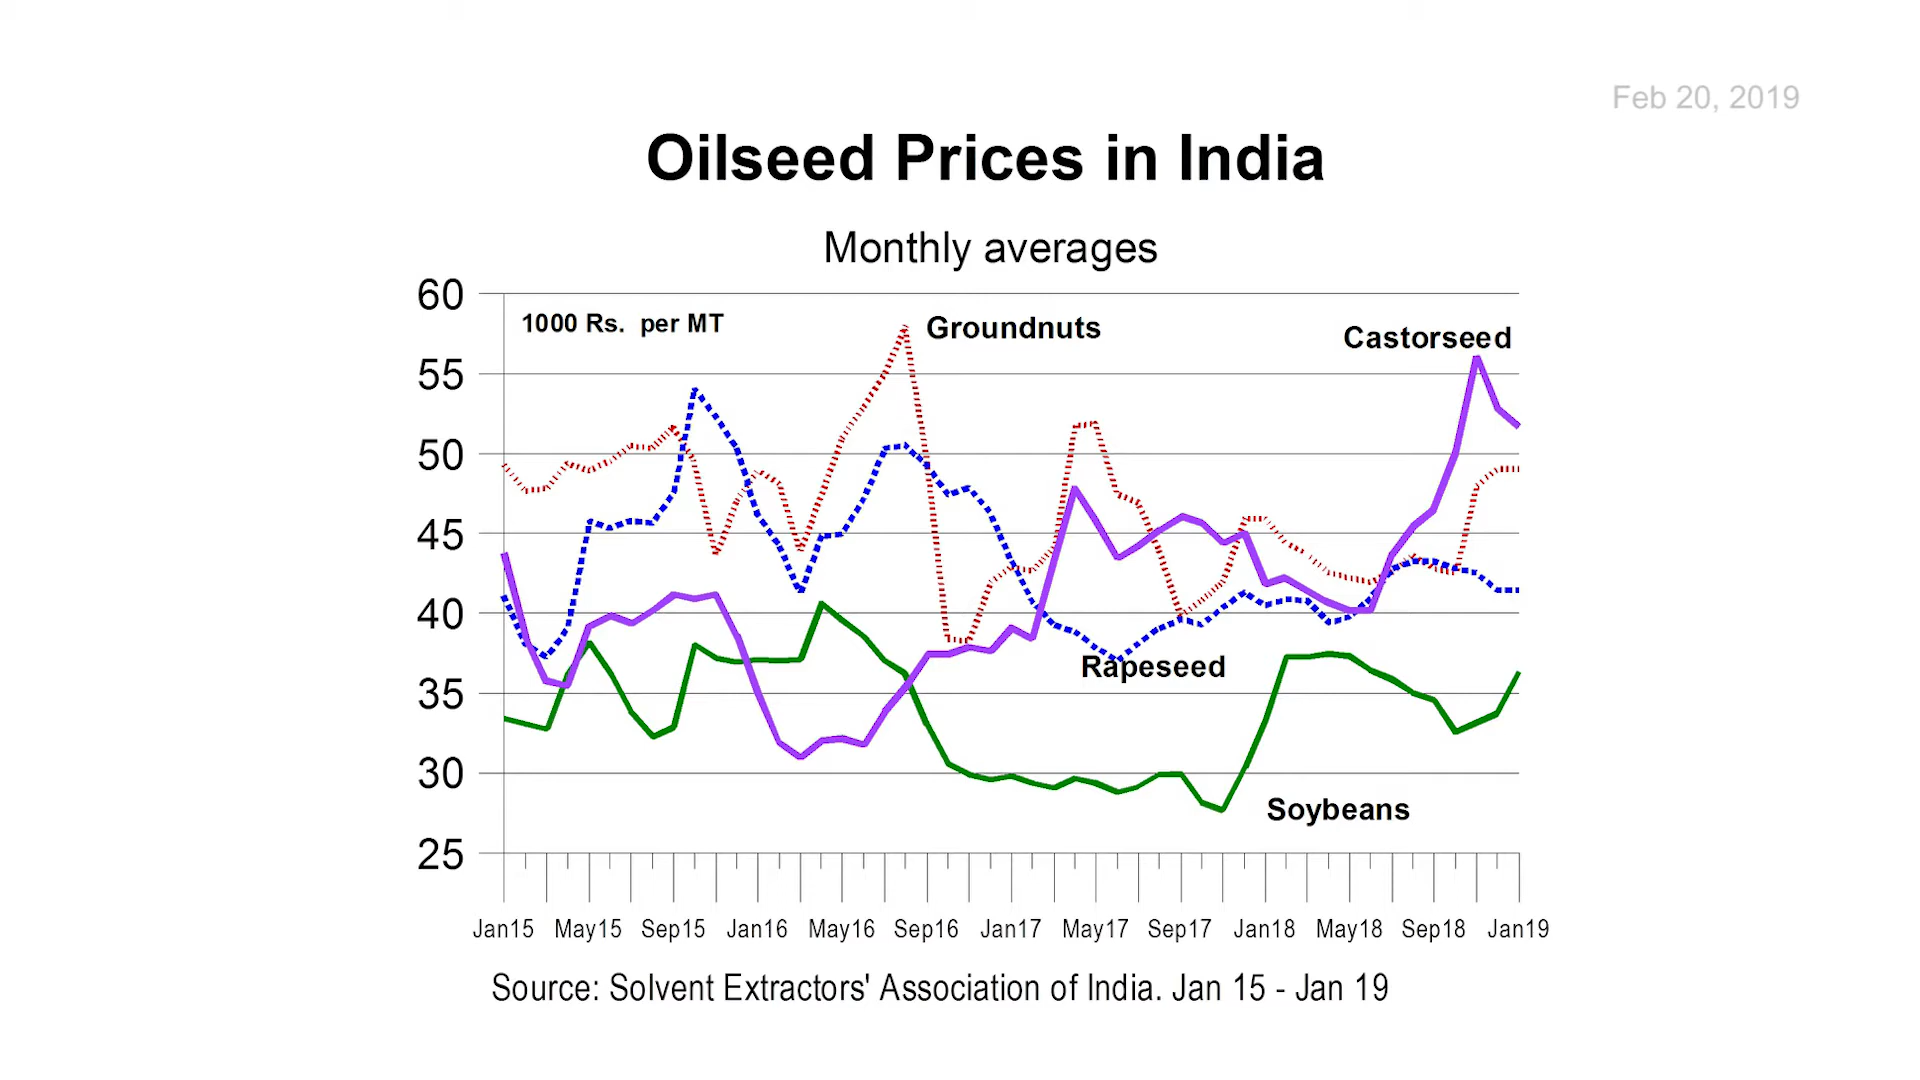 Feb 20, 2019
Oilseed Prices in India
Monthly averages
60
1000 Rs. per MT
Groundnuts
Castorseed
55
50
45
40
Rapeseed
35
30
Soybeans
25
Jan15 May15 Sep15 Jan16 May16 Sep16 Jan17 May17 Sep17 Jan18 May18 Sep18 Jan19
Source: Solvent Extractors' Association of India. Jan 15 - Jan 19